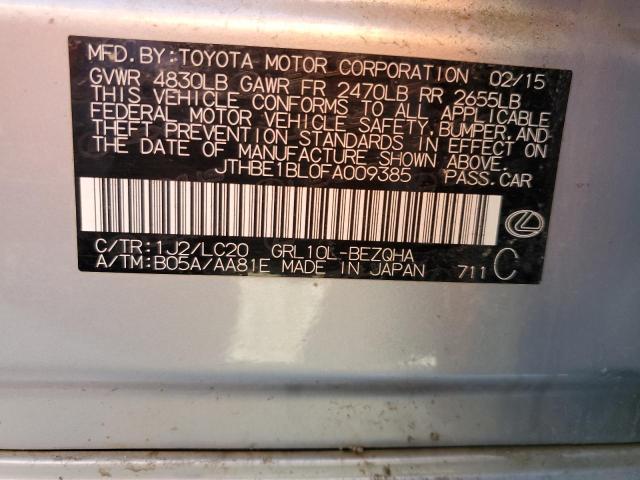 MFD.BY:TOYOTA MOTOR CORPORATION 02/15
GVWR 4830LB GAWR FR 2470LB RR 2655LB
THIS VEHICLE CONFORMS TO ALL APPLICABLE
FEDERAL MOTOR VEHICLE SAFETY,BUMPER,AND
THEFT PREVENTION STANDARDS IN EFFECT ON
THE DATE OF MANUFACTURE SHOWN ABOVE.
JTHBE1BL0FA009385 PASS.CAR
C/TR:1J2/LC20 GRL10L-BEZQHA
A/TM:B05A/AA81E MADE IN JAPAN 711 C